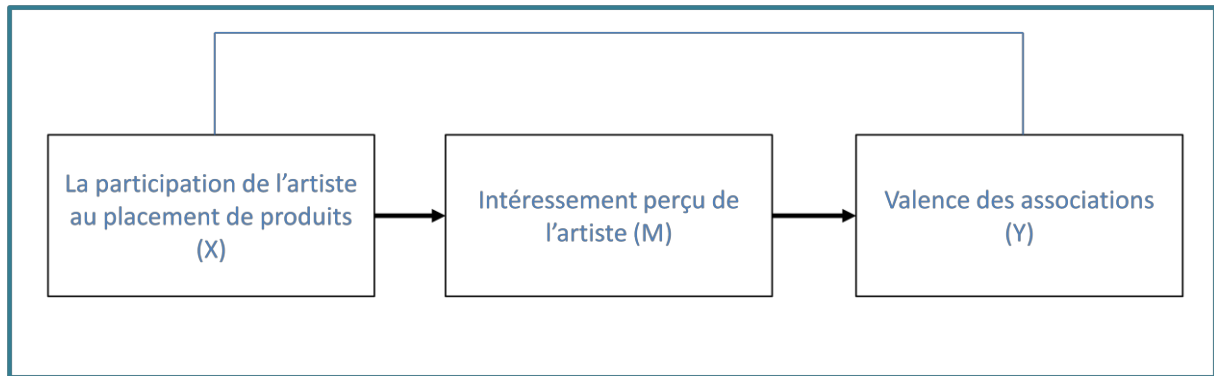 La participation de l’artiste
au placement de produits
(X)
Intéressement perçu de
l’artiste (M)
Valence des associations
(Y)